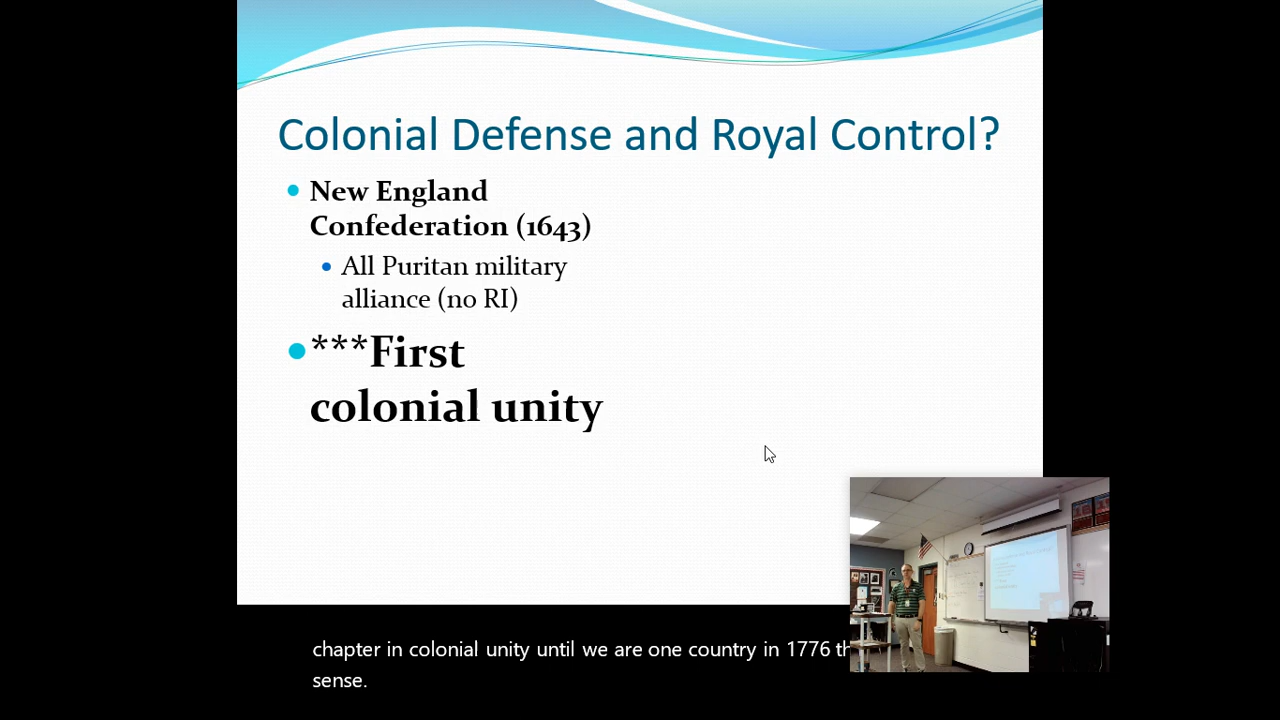 Colonial Defense and Royal Control?
New England
Confederation (1643)
All Puritan military
alliance (no RI)
***First
colonial unity
chapter in colonial unity until we are one country in 1776
sense.